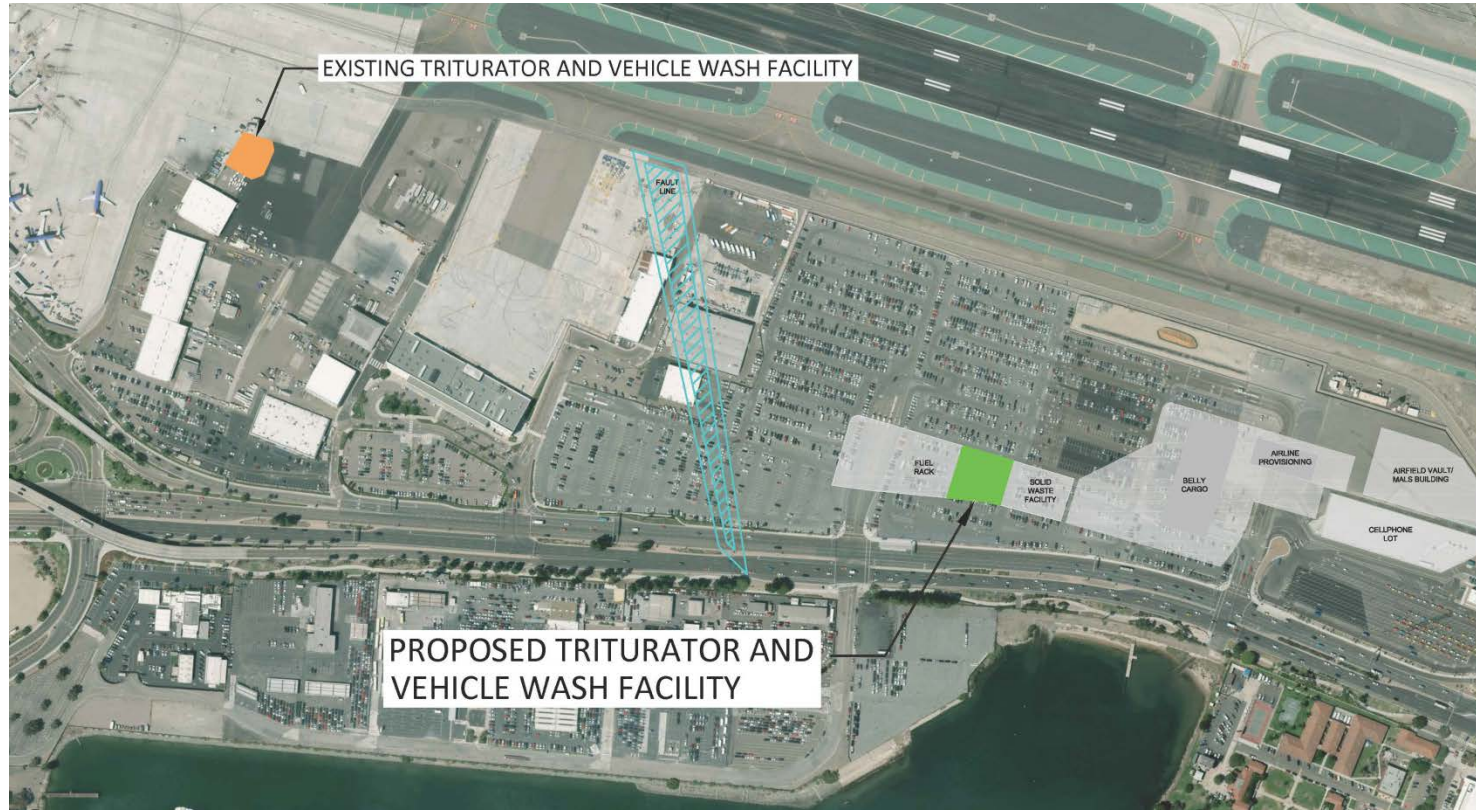 EXISTING TRITURATOR AND VEHICLE WASH FACILITY
FAULT
LINE
FUEL
RACK
SOLID
WASTE
FACILITY
BELLY
CARGO
AIRLINE
PROVISIONING
AIRFIELD VAULT/
MALS BUILDING
CELLPHONE
LOT
PROPOSED TRITURATOR AND
VEHICLE WASH FACILITY